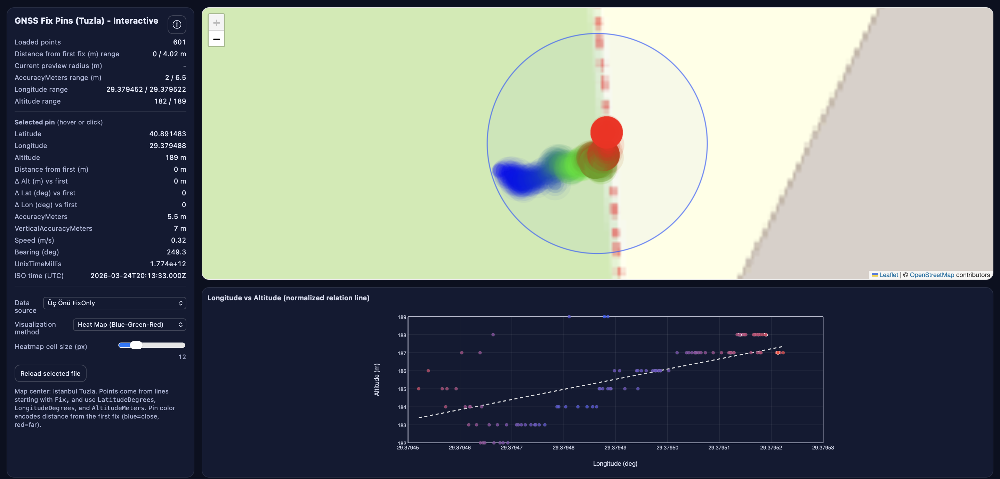 GNSS Fix Pins (Tuzla) - Interactive ⓘ
Loaded points 601
Distance from first fix (m) range 0 / 4.02 m
Current preview radius (m) -
AccuracyMeters range (m) 2 / 6.5
Longitude range 29.379452 / 29.379522
Altitude range 182 / 189
Selected pin (hover or click)
Latitude 40.891483
Longitude 29.379488
Altitude 189 m
Distance from first (m) 0 m
Δ Alt (m) vs first 0 m
Δ Lat (deg) vs first 0
Δ Lon (deg) vs first 0
AccuracyMeters 5.5 m
VerticalAccuracyMeters 7 m
Speed (m/s) 0.32
Bearing (deg) 249.3
UnixTimeMillis 1.774e+12
ISO time (UTC) 2026-03-24T20:13:33.000Z
Data
source
Üç Önü FixOnly
Visualization
method
Heat Map (Blue-Green-Red)
Heatmap cell size (px)
12
Reload selected file
Map center: Istanbul Tuzla. Points come from lines
starting with Fix, and use LatitudeDegrees,
LongitudeDegrees, and AltitudeMeters. Pin color
encodes distance from the first fix (blue=close,
red=far).
+
−
Leaflet | © OpenStreetMap contributors
Longitude vs Altitude (normalized relation line)
Altitude (m)
189
188
187
186
185
184
183
182
29.37945 29.37946 29.37947 29.37948 29.37949 29.37950 29.37951 29.37952 29.37953
Longitude (deg)